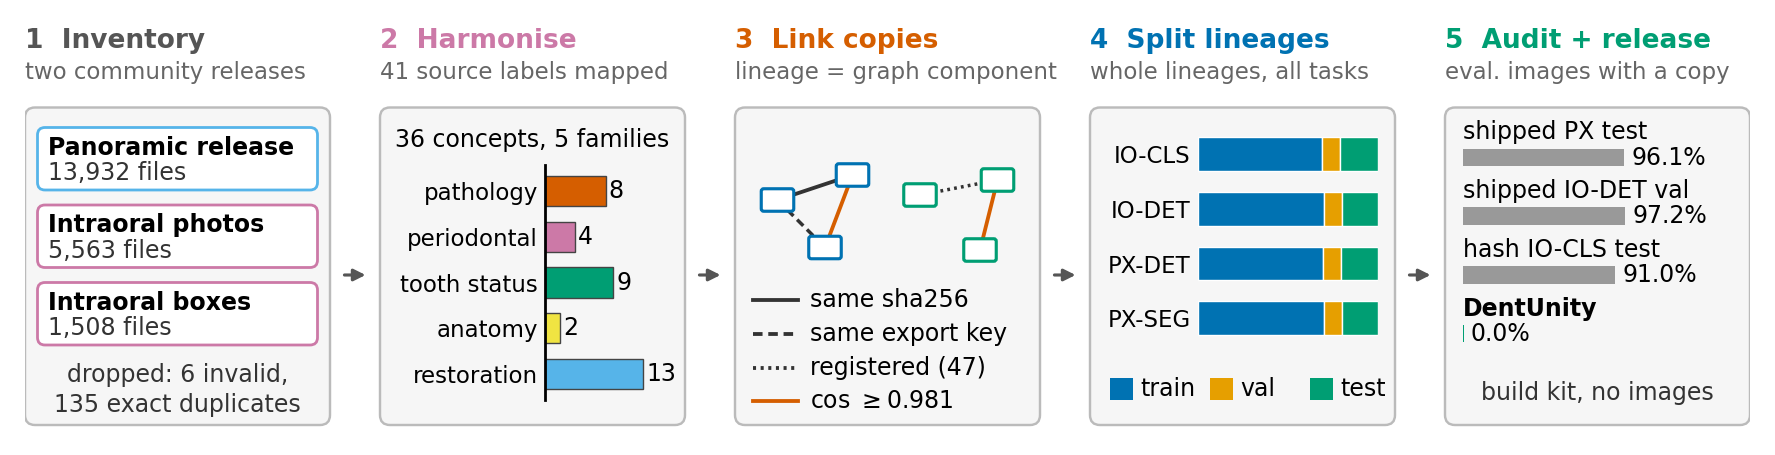 1 Inventory
two community releases
Panoramic release
13,932 files
Intraoral photos
5,563 files
Intraoral boxes
1,508 files
dropped: 6 invalid,
135 exact duplicates
2 Harmonise
41 source labels mapped
36 concepts, 5 families
pathology 8
periodontal 4
tooth status 9
anatomy 2
restoration 13
3 Link copies
lineage = graph component
same sha256
same export key
registered (47)
cos ≥0.981
4 Split lineages
whole lineages, all tasks
IO-CLS
IO-DET
PX-DET
PX-SEG
train val test
5 Audit + release
eval. images with a copy
shipped PX test
96.1%
shipped IO-DET val
97.2%
hash IO-CLS test
91.0%
DentUnity
0.0%
build kit, no images